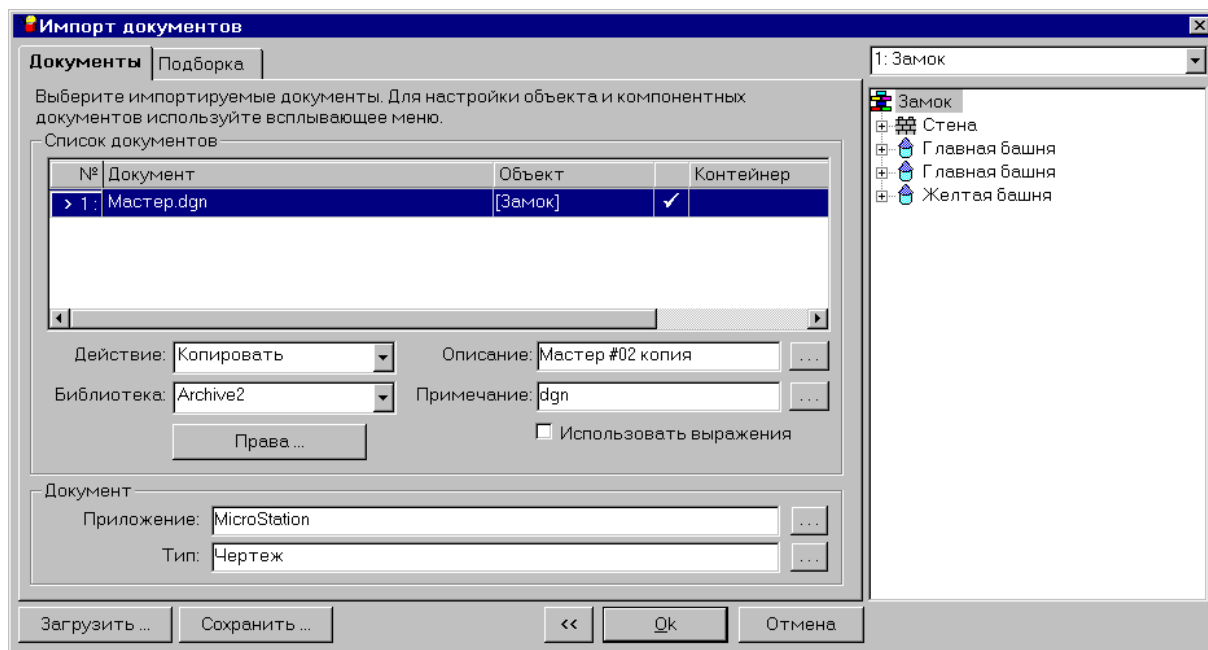 Импорт документов
Документы Подборка
Выберите импортируемые документы. Для настройки объекта и компонентных
документов используйте всплывающее меню.
Список документов
№ Документ Объект Контейнер
> 1: Мастер.dgn [Замок] ✓
Действие: Копировать Описание: Мастер #02 копия ...
Библиотека: Archive2 Примечание: dgn ...
Права ... Использовать выражения
Документ
Приложение: MicroStation ...
Тип: Чертеж ...
Загрузить ... Сохранить ... << Ok Отмена
1: Замок
Замок
Стена
Главная башня
Главная башня
Желтая башня